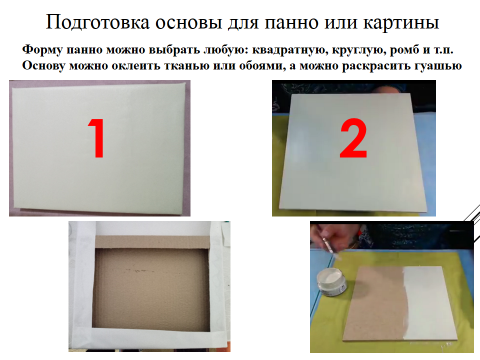 Подготовка основы для панно или картины
Форму панно можно выбрать любую: квадратную, круглую, ромб и т.п.
Основу можно оклеить тканью или обоями, а можно раскрасить гуашью
1
2